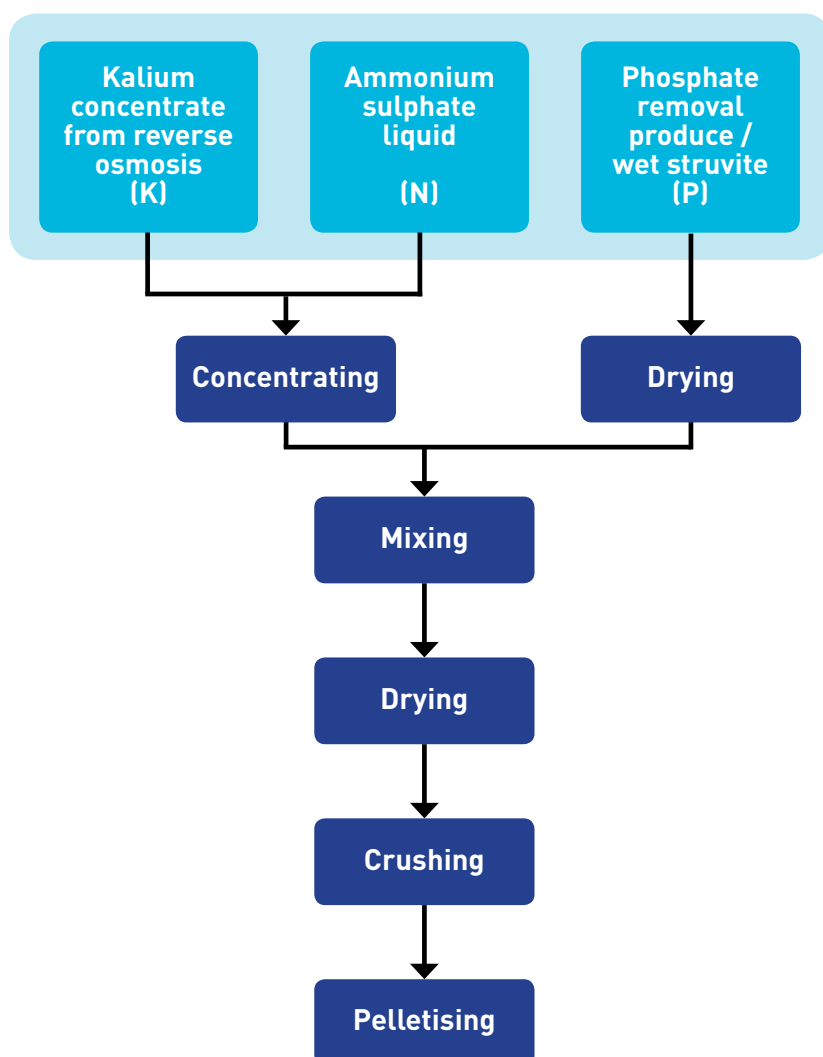 Kalium
concentrate
from reverse
osmosis
(K)
Ammonium
sulphate
liquid
(N)
Phosphate
removal
produce /
wet struvite
(P)
Concentrating
Drying
Mixing
Drying
Crushing
Pelletising